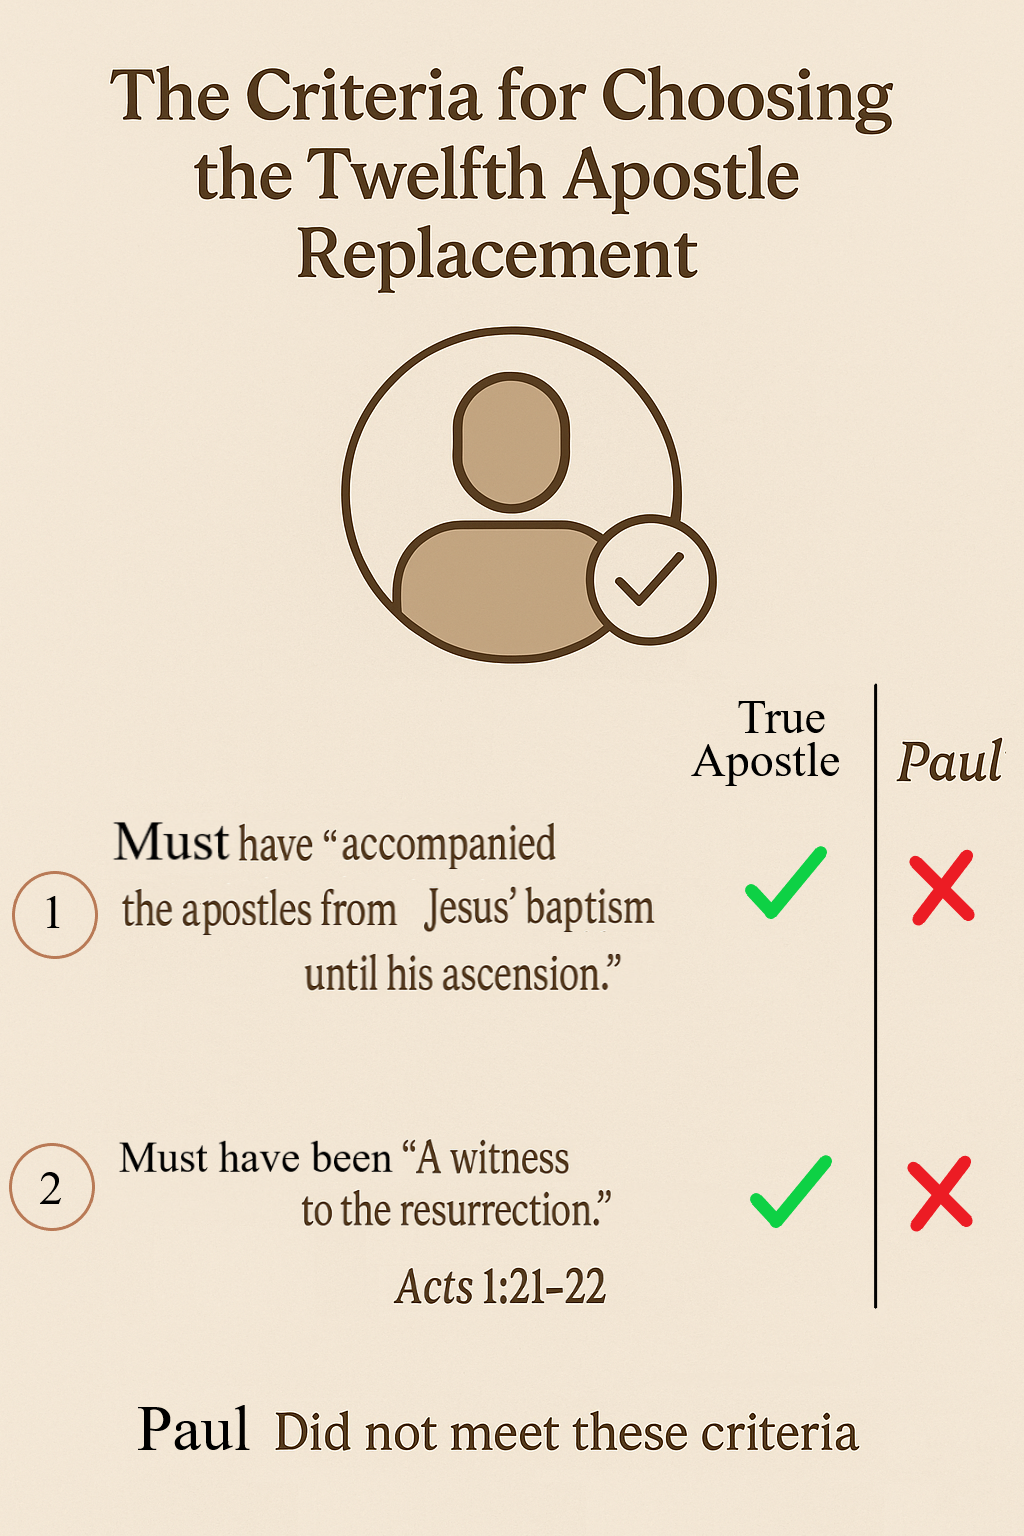 The Criteria for Choosing
the Twelfth Apostle
Replacement
True
Apostle
Paul
1
Must have “accompanied
the apostles from Jesus’ baptism
until his ascension.”
2
Must have been “A witness
to the resurrection.”
Acts 1:21–22
Paul Did not meet these criteria